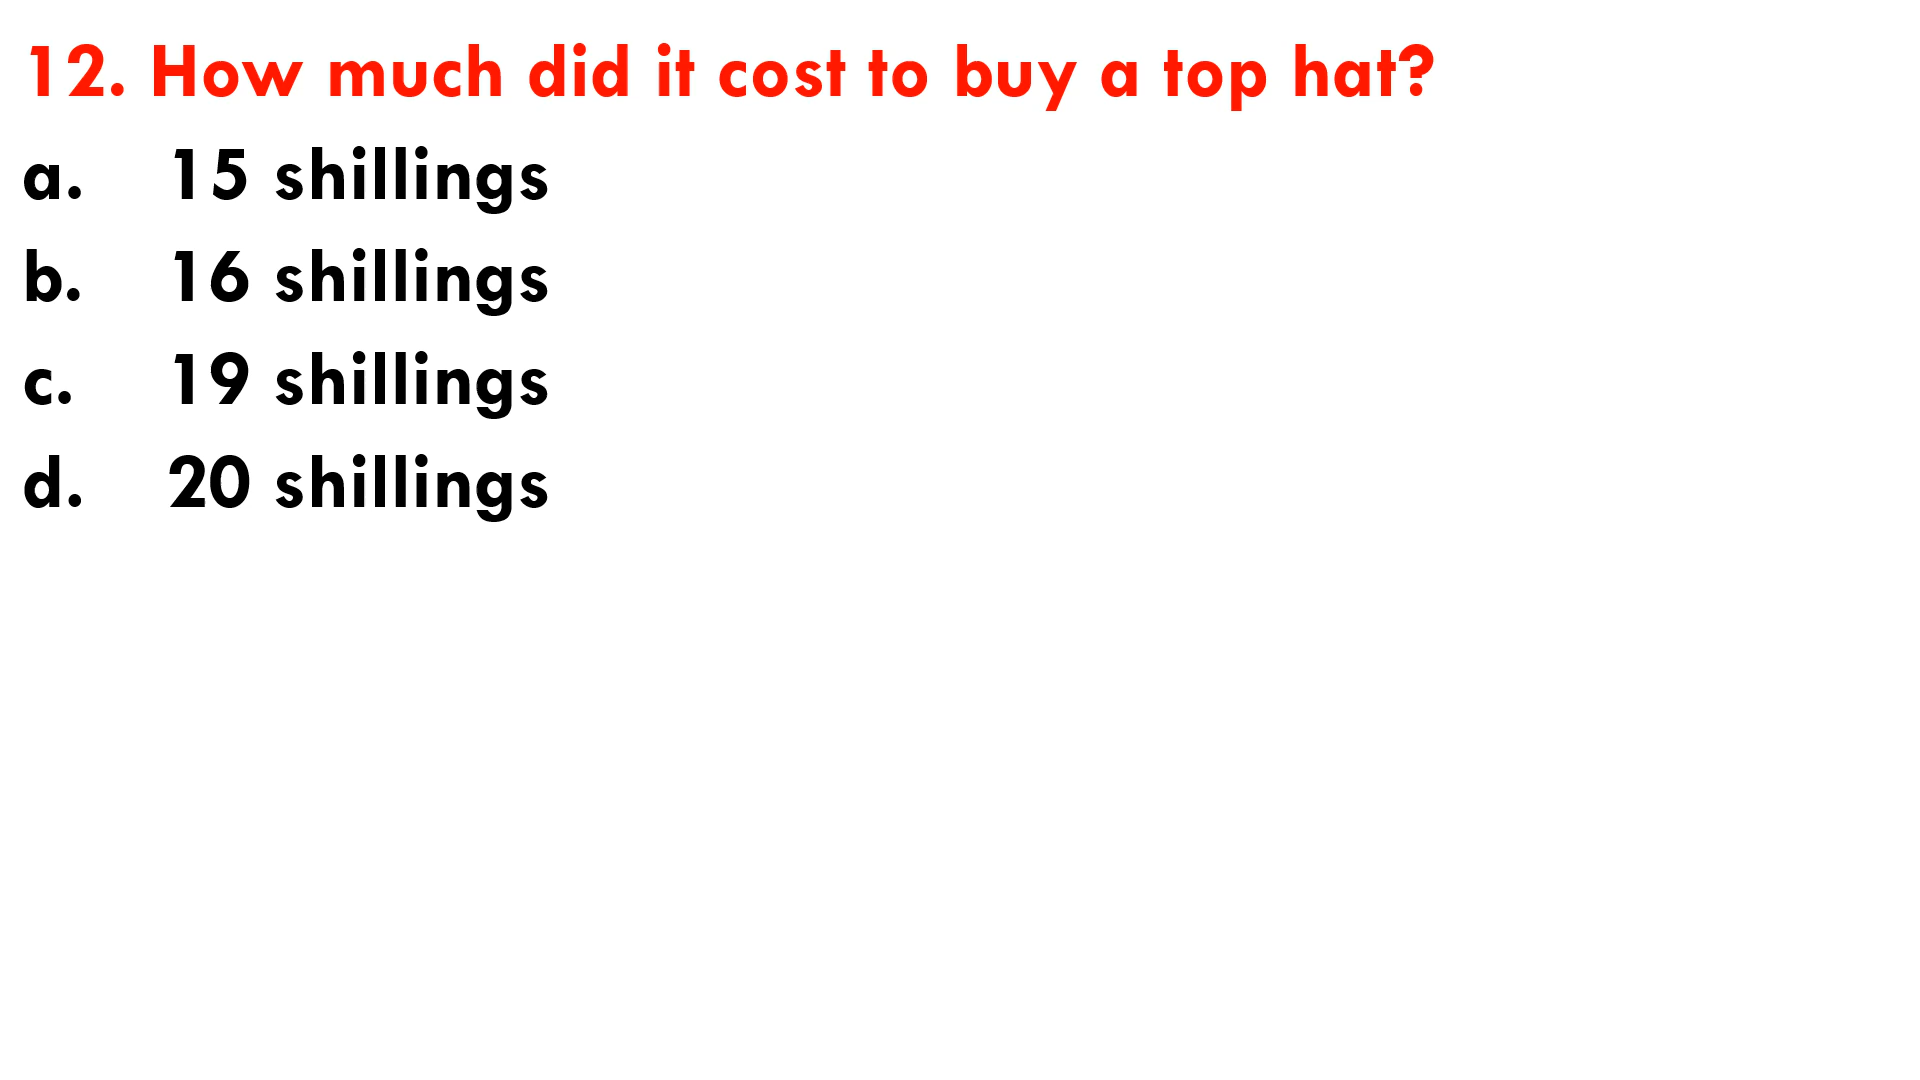 12. How much did it cost to buy a top hat?
a. 15 shillings
b. 16 shillings
c. 19 shillings
d. 20 shillings